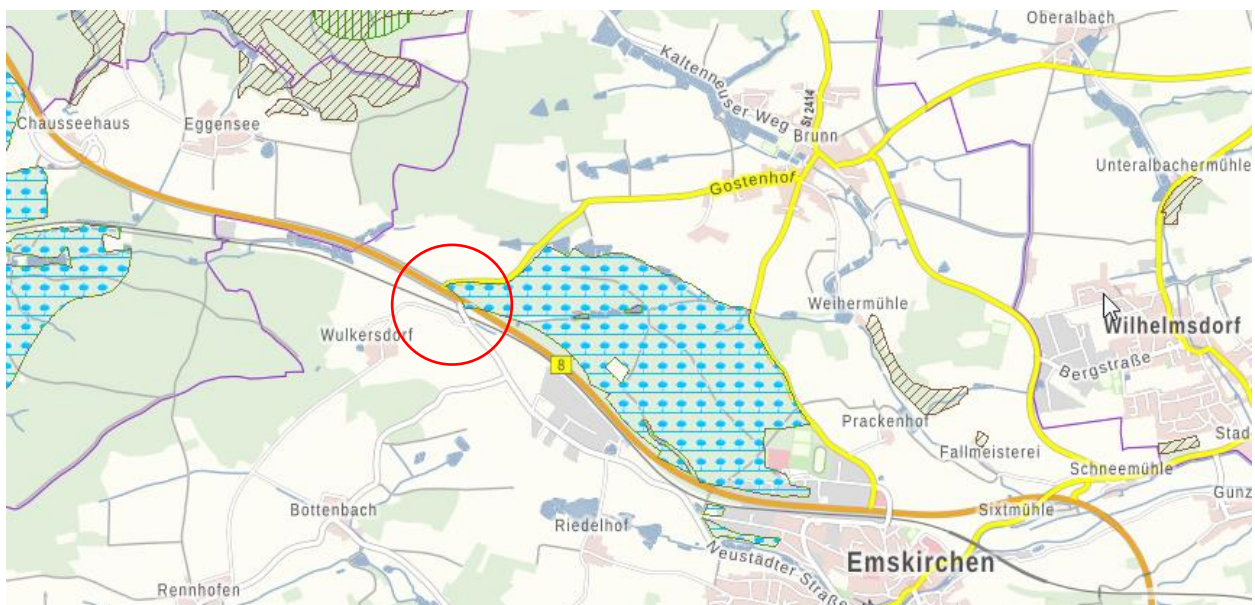 Oberalbach
Kaltenneuser Weg
St 2414
Chausseehaus
Eggensee
Brunn
Unteralbachermühle
Gostenhof
Weihermühle
Wilhelmsdorf
Wulkersdorf
Bergstraße
8
Prackenhof
Fallmeisterei
Stad
Schneemühle
Gunz
Bottenbach
Sixtmühle
Riedelhof
Neustädter Straße
Emskirchen
Rennhofen